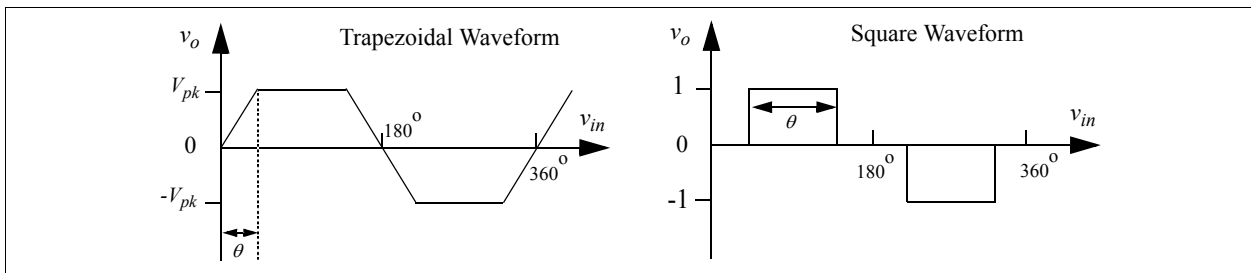 Trapezoidal Waveform
v_o
V_pk
0
-V_pk
θ
180°
v_in
360°
Square Waveform
v_o
1
0
-1
θ
180°
v_in
360°